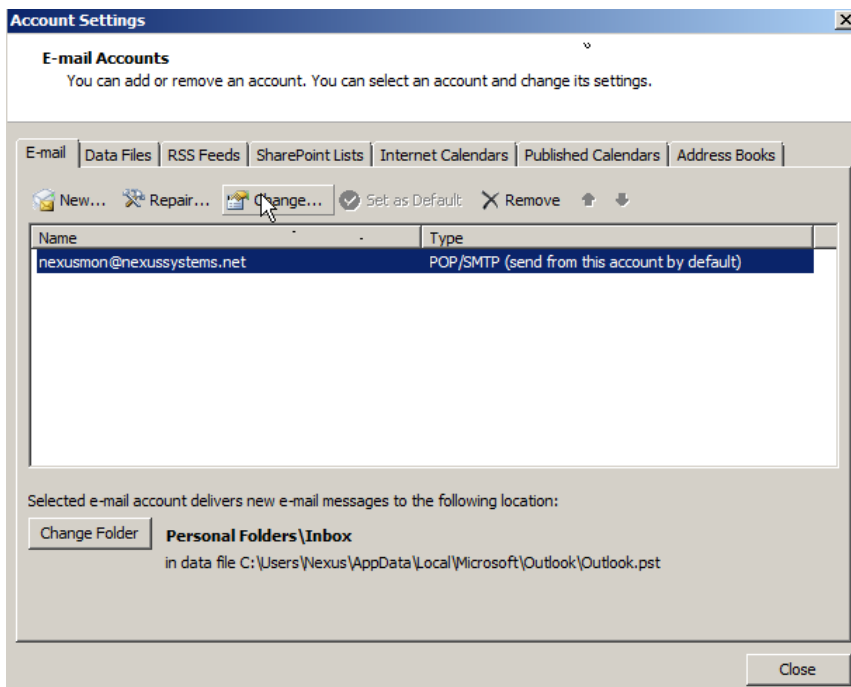 Account Settings
E-mail Accounts
You can add or remove an account. You can select an account and change its settings.
E-mail Data Files RSS Feeds SharePoint Lists Internet Calendars Published Calendars Address Books
New... Repair... Change... Set as Default Remove
Name Type
nexusmon@nexussystems.net POP/SMTP (send from this account by default)
Selected e-mail account delivers new e-mail messages to the following location:
Change Folder Personal Folders\Inbox
in data file C:\Users\Nexus\AppData\Local\Microsoft\Outlook\Outlook.pst
Close